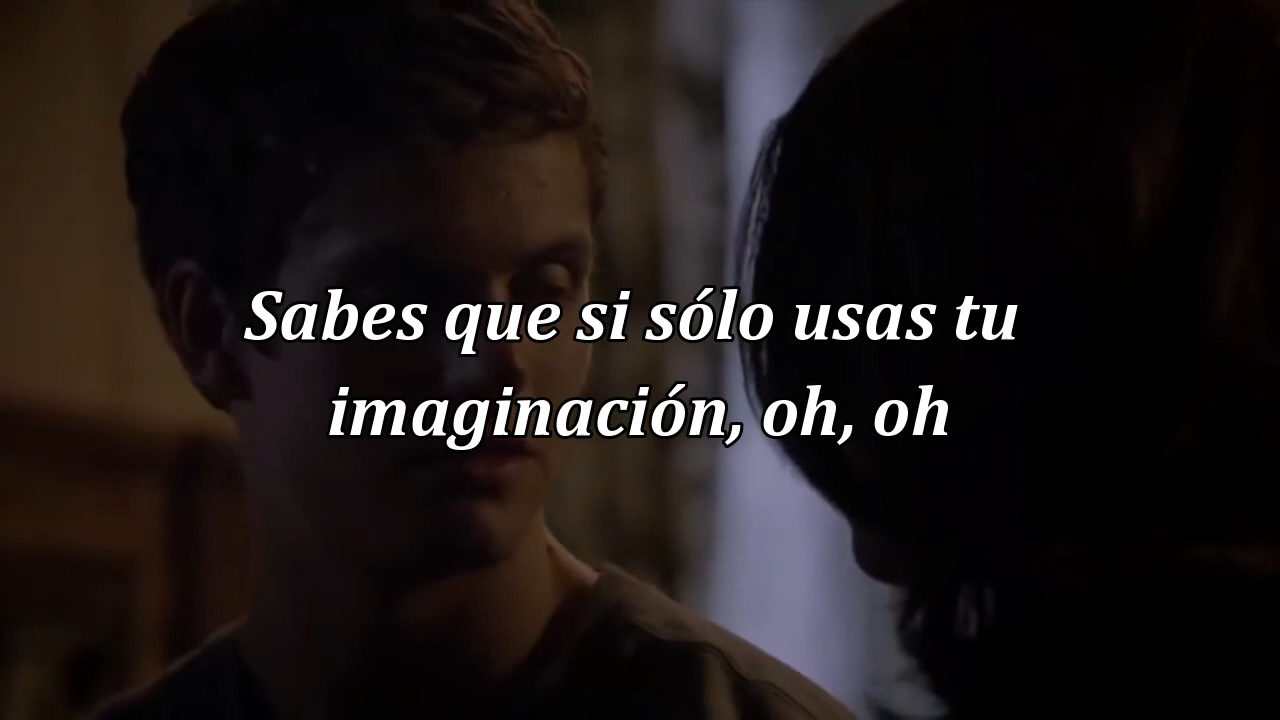 Sabes que si sólo usas tu
imaginación, oh, oh